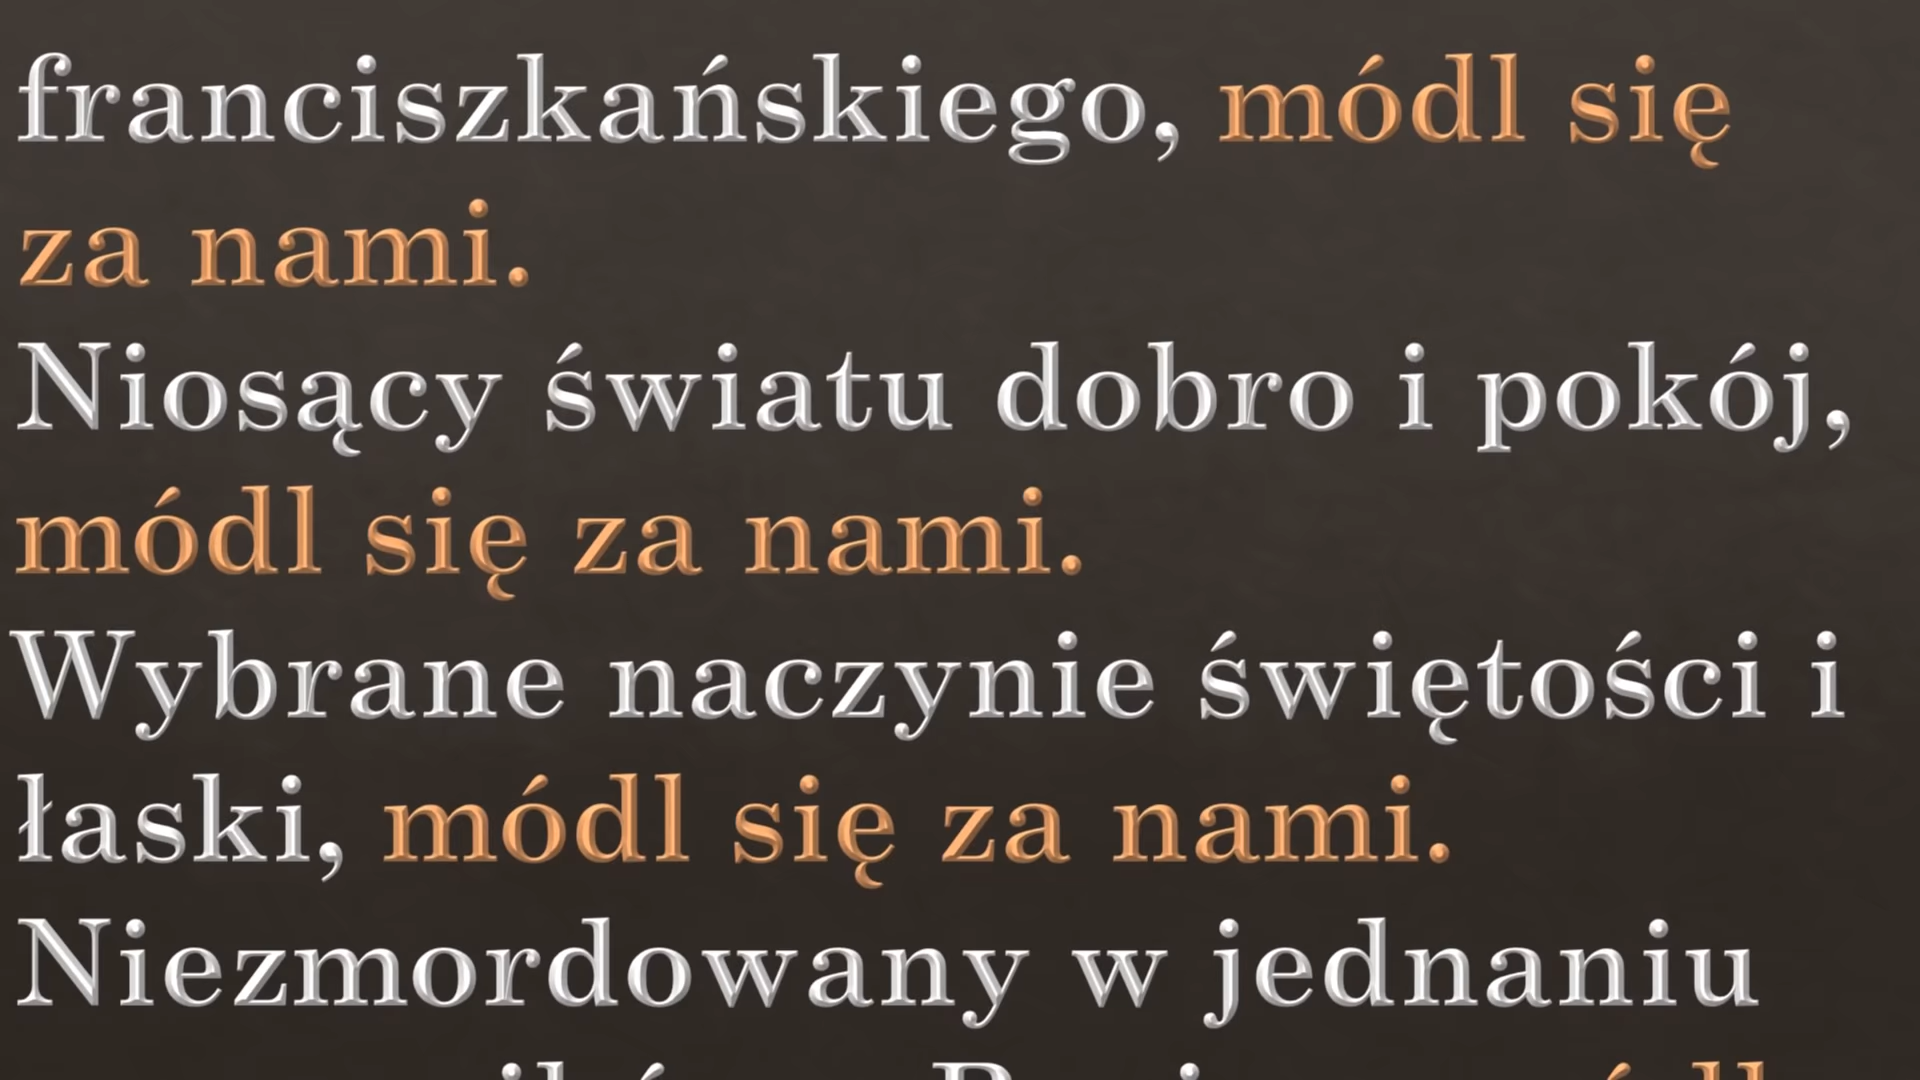 franciszkańskiego, módl się
za nami.
Niosący światu dobro i pokój,
módl się za nami.
Wybrane naczynie świętości i
łaski, módl się za nami.
Niezmordowany w jednaniu